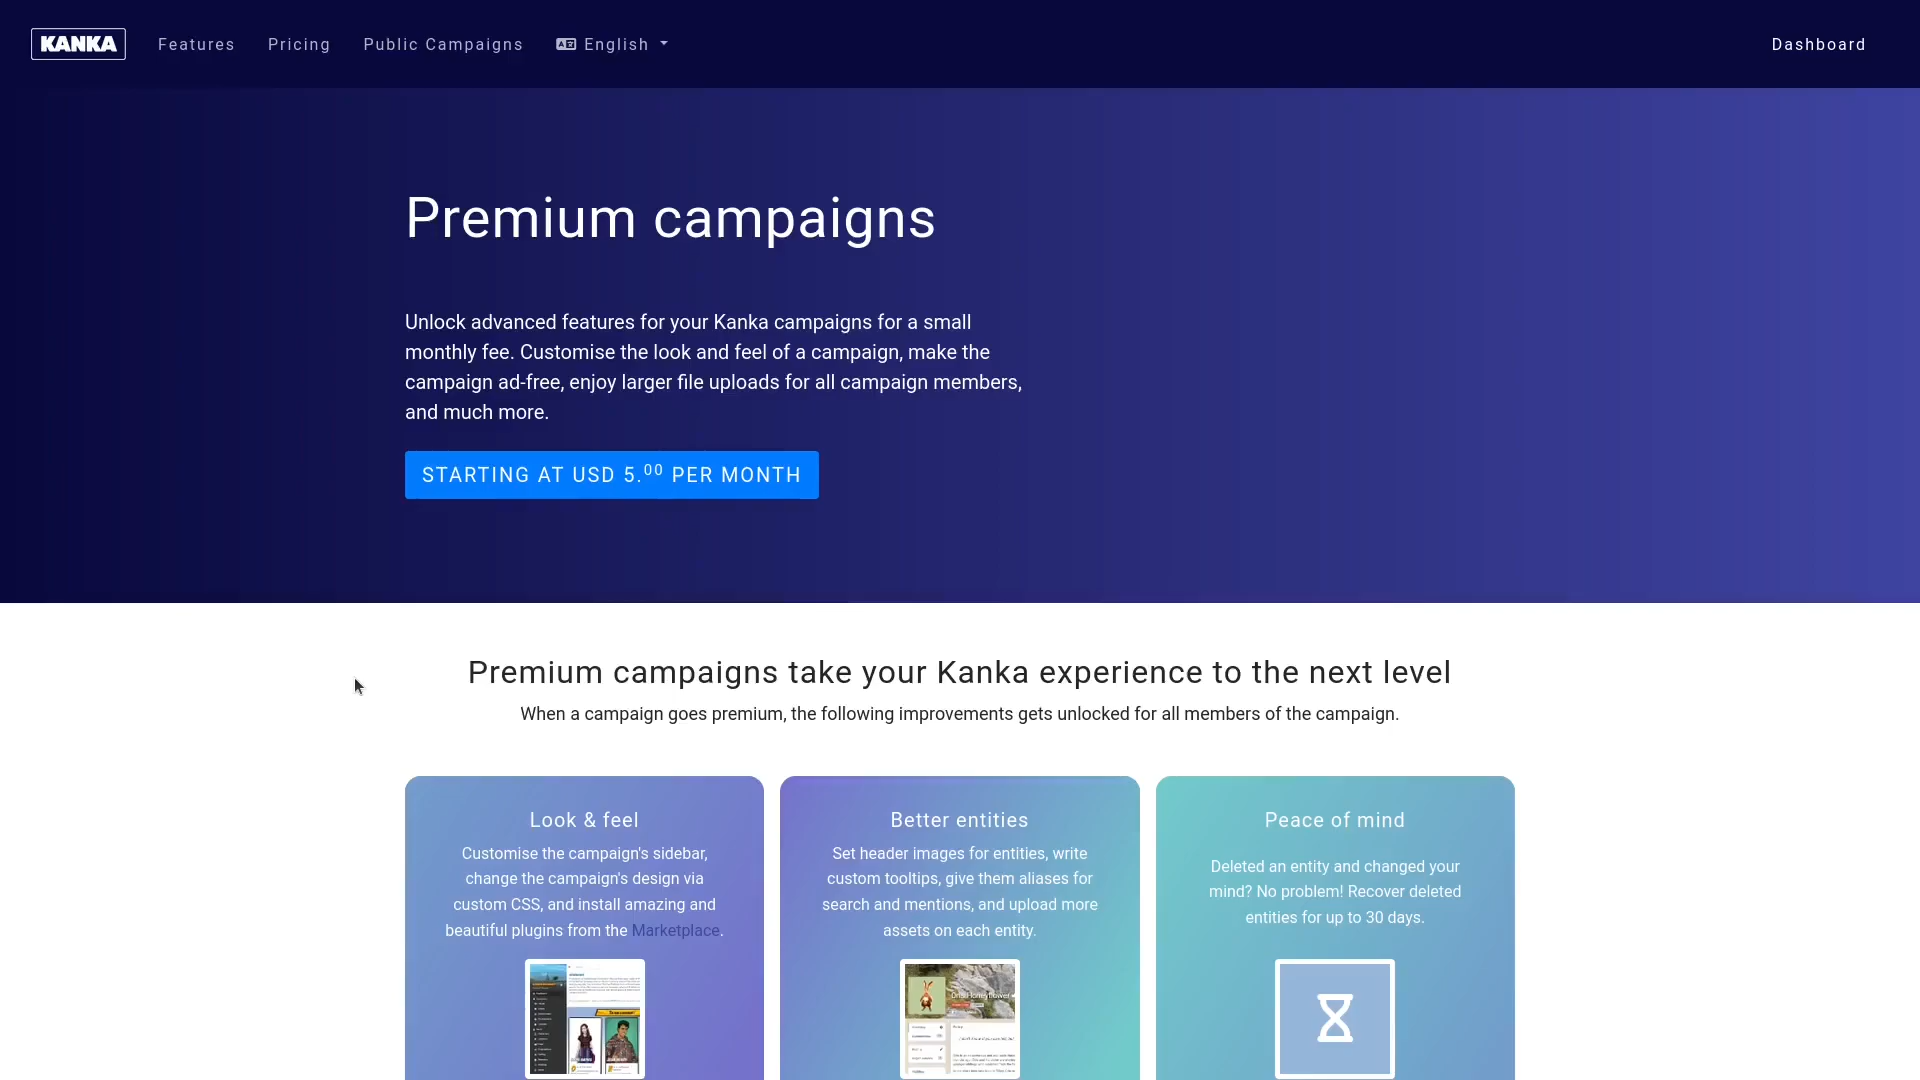 KANKA
Features
Pricing
Public Campaigns
English
Dashboard
Premium campaigns
Unlock advanced features for your Kanka campaigns for a small
monthly fee. Customise the look and feel of a campaign, make the
campaign ad-free, enjoy larger file uploads for all campaign members,
and much more.
STARTING AT USD 5.00 PER MONTH
Premium campaigns take your Kanka experience to the next level
When a campaign goes premium, the following improvements gets unlocked for all members of the campaign.
Look & feel
Customise the campaign's sidebar,
change the campaign's design via
custom CSS, and install amazing and
beautiful plugins from the Marketplace.
Better entities
Set header images for entities, write
custom tooltips, give them aliases for
search and mentions, and upload more
assets on each entity.
Peace of mind
Deleted an entity and changed your
mind? No problem! Recover deleted
entities for up to 30 days.